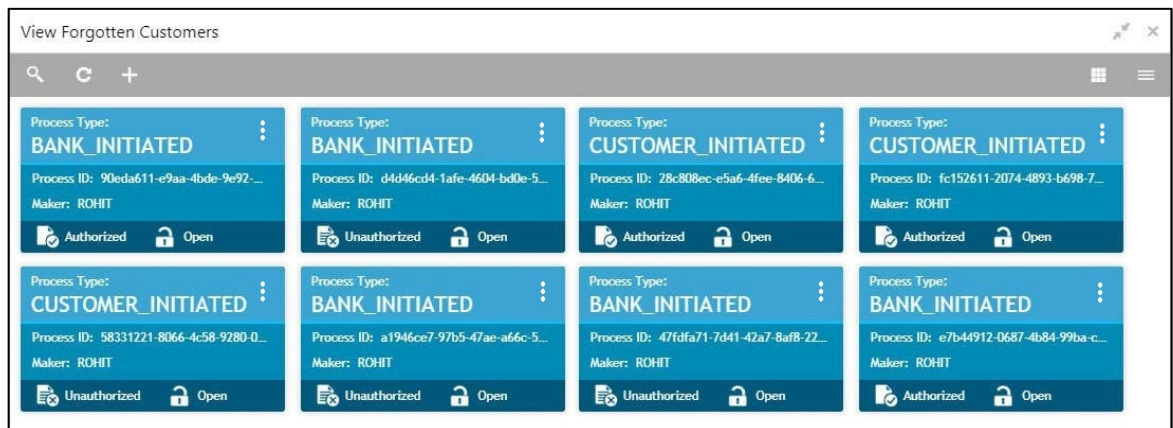 View Forgotten Customers
Process Type:
BANK_INITIATED
Process ID: 90eda611-e9aa-4bde-9e92-...
Maker: ROHIT
Authorized Open
Process Type:
BANK_INITIATED
Process ID: d4d46cd4-1afe-4604-bd0e-5...
Maker: ROHIT
Unauthorized Open
Process Type:
CUSTOMER_INITIATED
Process ID: 28c808ec-e5a6-4fee-8406-6...
Maker: ROHIT
Authorized Open
Process Type:
CUSTOMER_INITIATED
Process ID: fc152611-2074-4893-b698-7...
Maker: ROHIT
Authorized Open
Process Type:
CUSTOMER_INITIATED
Process ID: 58331221-8066-4c58-9280-0...
Maker: ROHIT
Unauthorized Open
Process Type:
BANK_INITIATED
Process ID: a1946ce7-97b5-47ae-a66c-5...
Maker: ROHIT
Unauthorized Open
Process Type:
BANK_INITIATED
Process ID: 47fdfa71-7d41-42a7-8af8-22...
Maker: ROHIT
Unauthorized Open
Process Type:
BANK_INITIATED
Process ID: e7b44912-0687-4b84-99ba-c...
Maker: ROHIT
Authorized Open